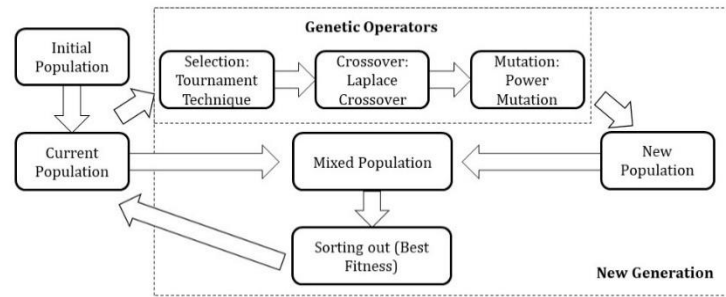 Genetic Operators
Initial
Population
Selection:
Tournament
Technique
Crossover:
Laplace
Crossover
Mutation:
Power
Mutation
Current
Population
Mixed Population
New
Population
Sorting out (Best
Fitness)
New Generation